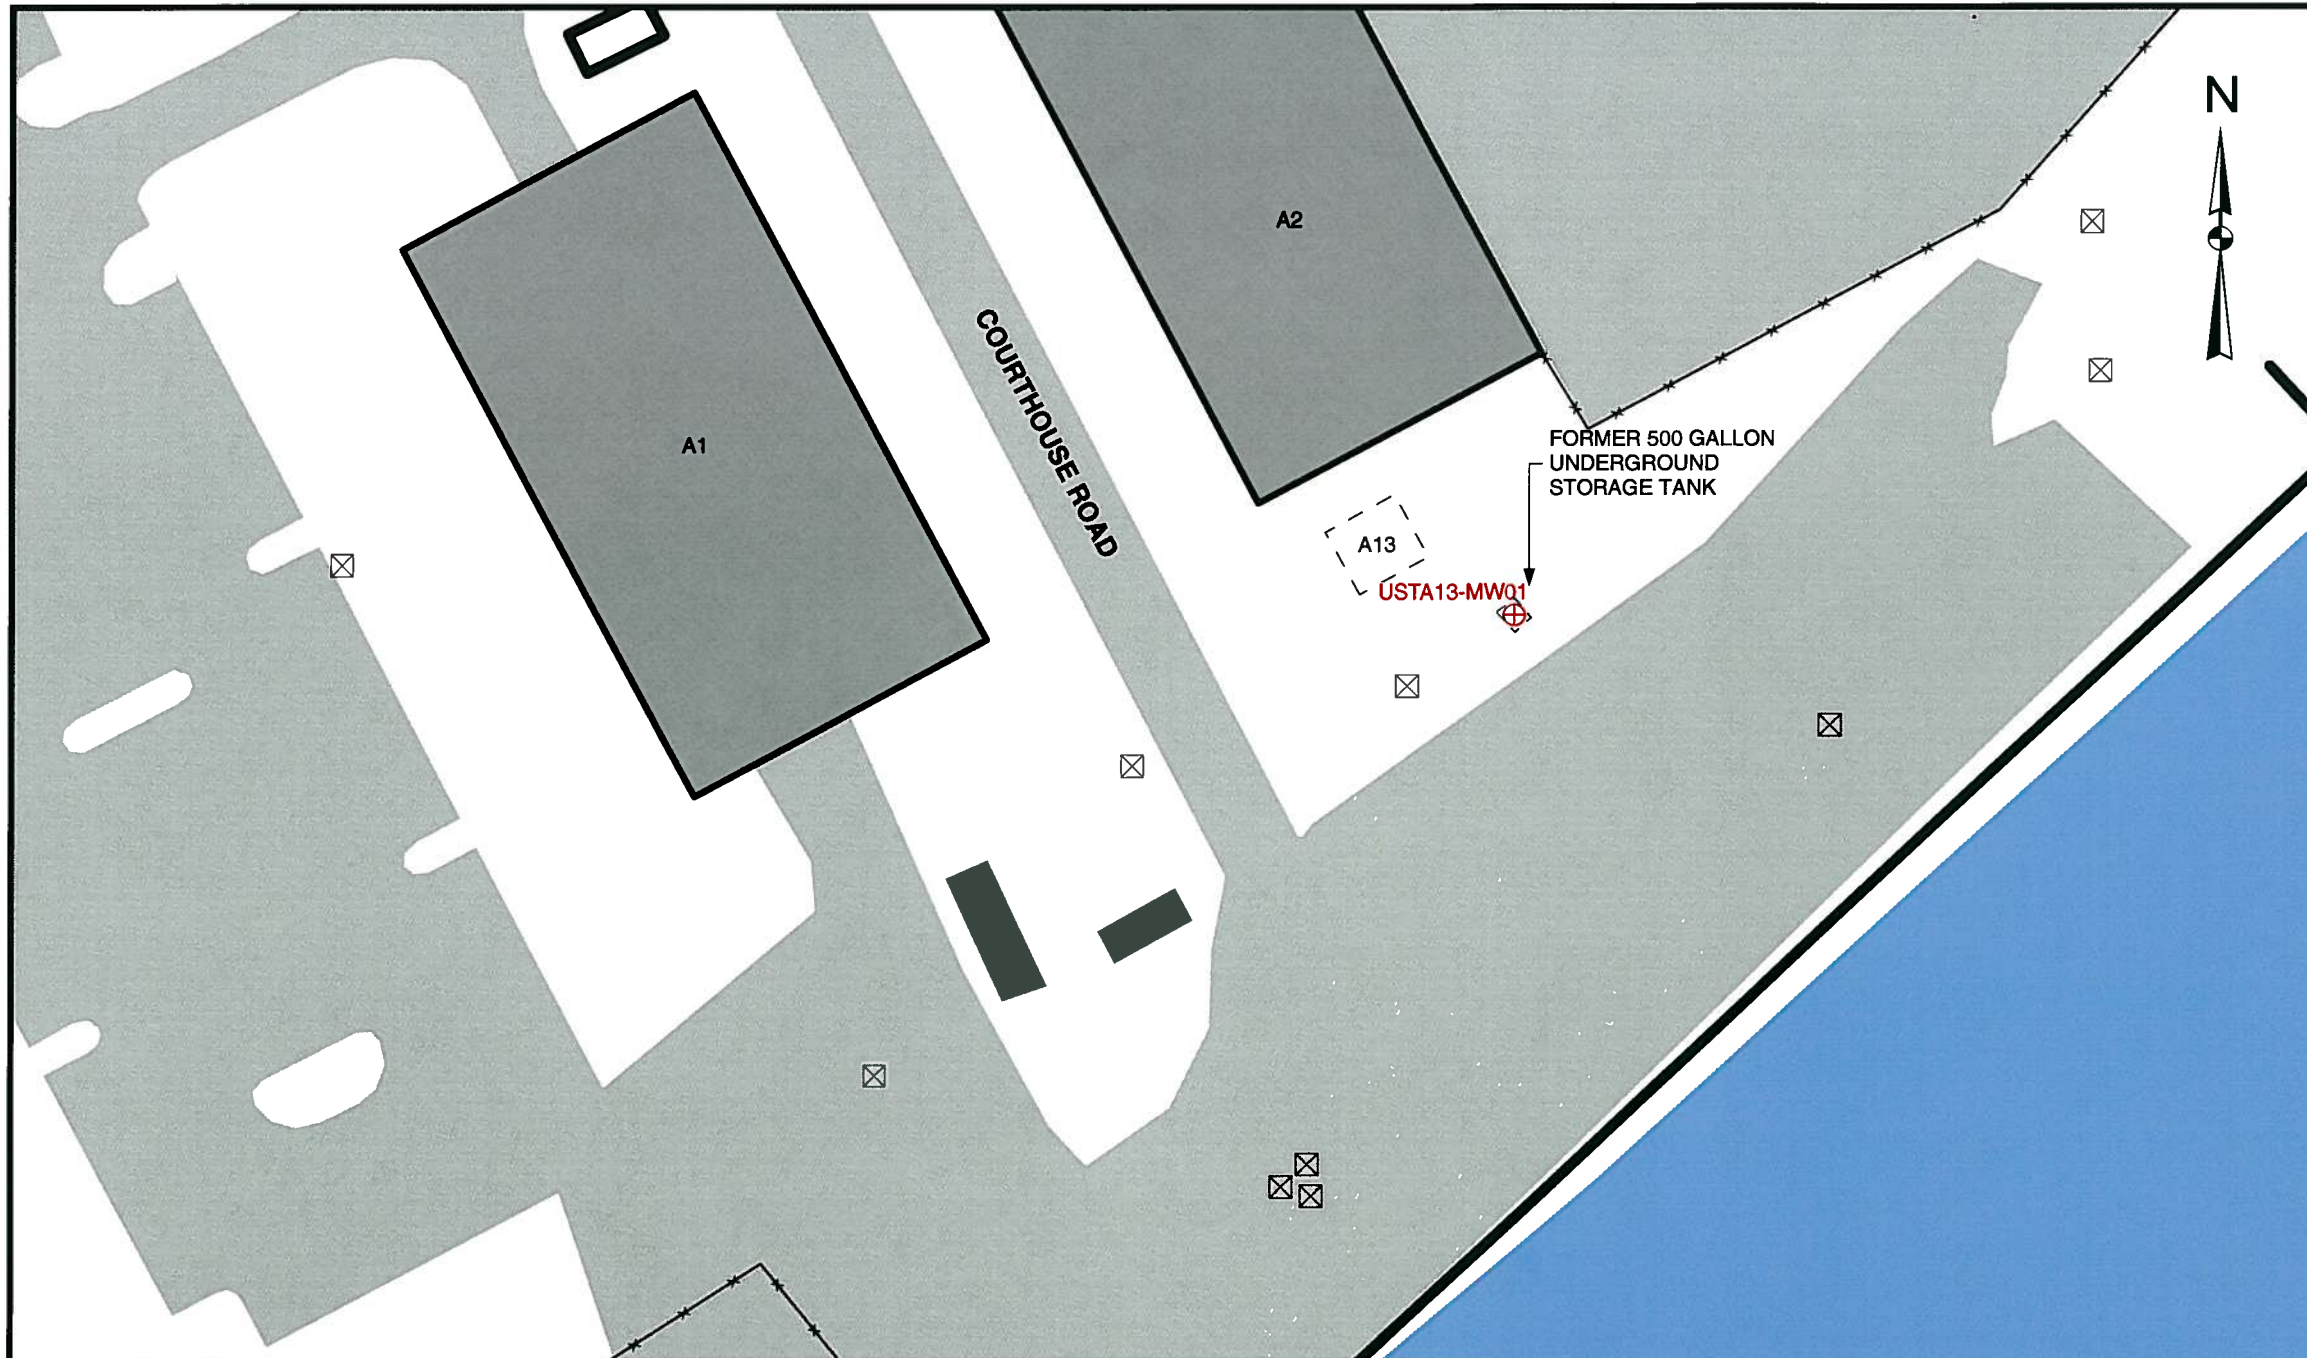 N
A2
A1
COURTHOUSE ROAD
FORMER 500 GALLON
UNDERGROUND
STORAGE TANK
A13
USTA13-MW01